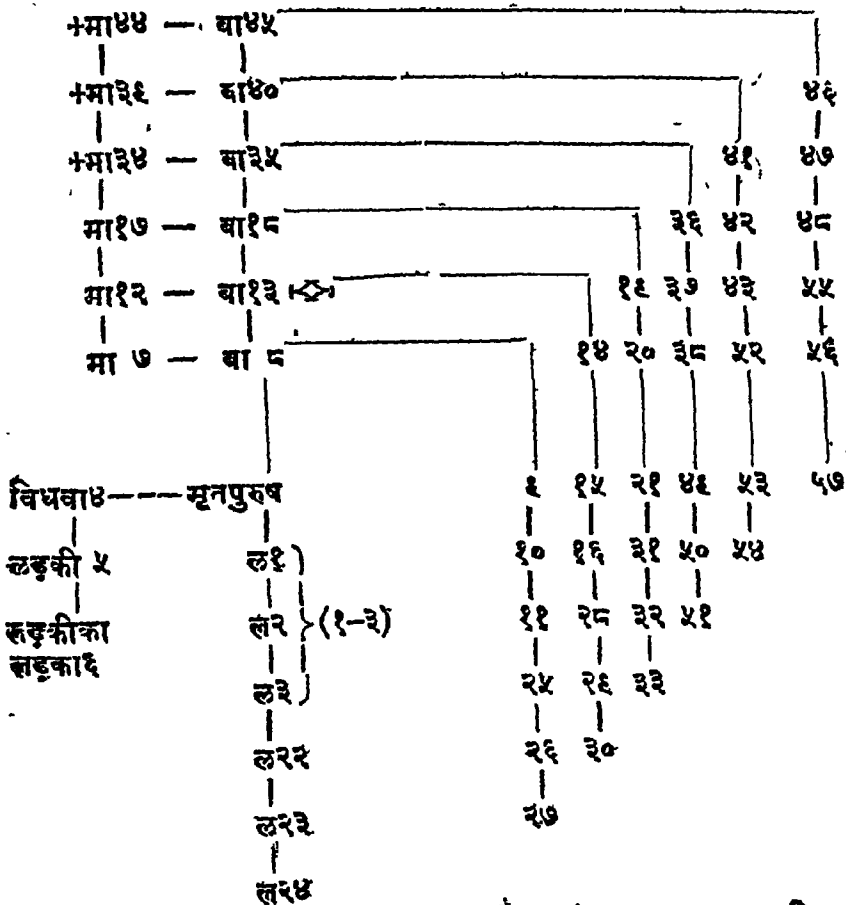 +मा४४ — बा४५
+मा३९ — बा४० ४६
+मा३४ — बा३५ ४१ ४७
मा१७ — बा१८ ३६ ४२ ४८
मा१२ — बा१३ १९ ३७ ४३ ५५
मा ७ — बा ८ १४ २० ३८ ५२ ५६
विधवा४ - - - मृतपुरुष ९ १५ २१ ४९ ५३ ५७
लड़की ५ ल१ १० १६ ३१ ५० ५४
लड़कीका ल२ (१-३) ११ २८ ३२ ५१
लड़का६
ल३ २५ २९ ३३
ल२२ २६ ३०
ल२३ २७
ल२४